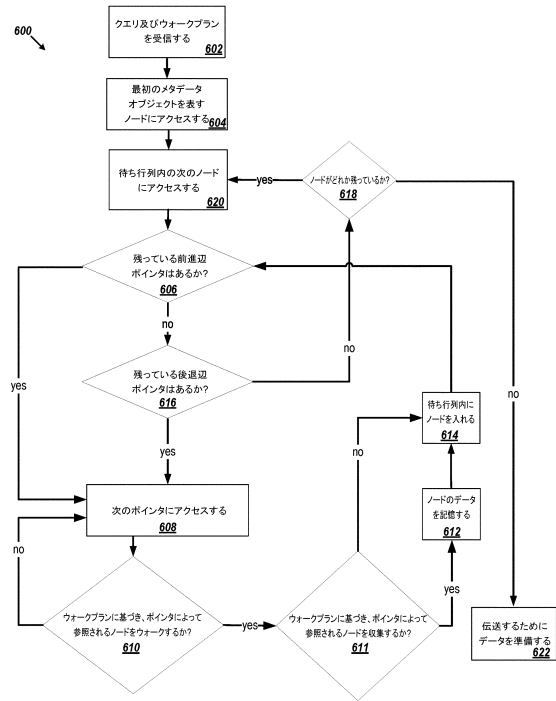 600
クエリ及びウォークプラン
を受信する
602
最初のメタデータ
オブジェクトを表す
ノードにアクセスする
604
待ち行列内の次のノード
にアクセスする
620
yes
ノードがどれか残っているか?
618
残っている前進辺
ポインタはあるか?
606
no
残っている後退辺
ポインタはあるか?
616
no
yes
yes
no
待ち行列内に
ノードを入れる
614
no
次のポインタにアクセスする
608
ノードのデータ
を記憶する
612
no
ウォークプランに基づき、ポインタによって
参照されるノードをウォークするか?
610
yes
ウォークプランに基づき、ポインタによって
参照されるノードを収集するか?
611
yes
伝送するために
データを準備する
622